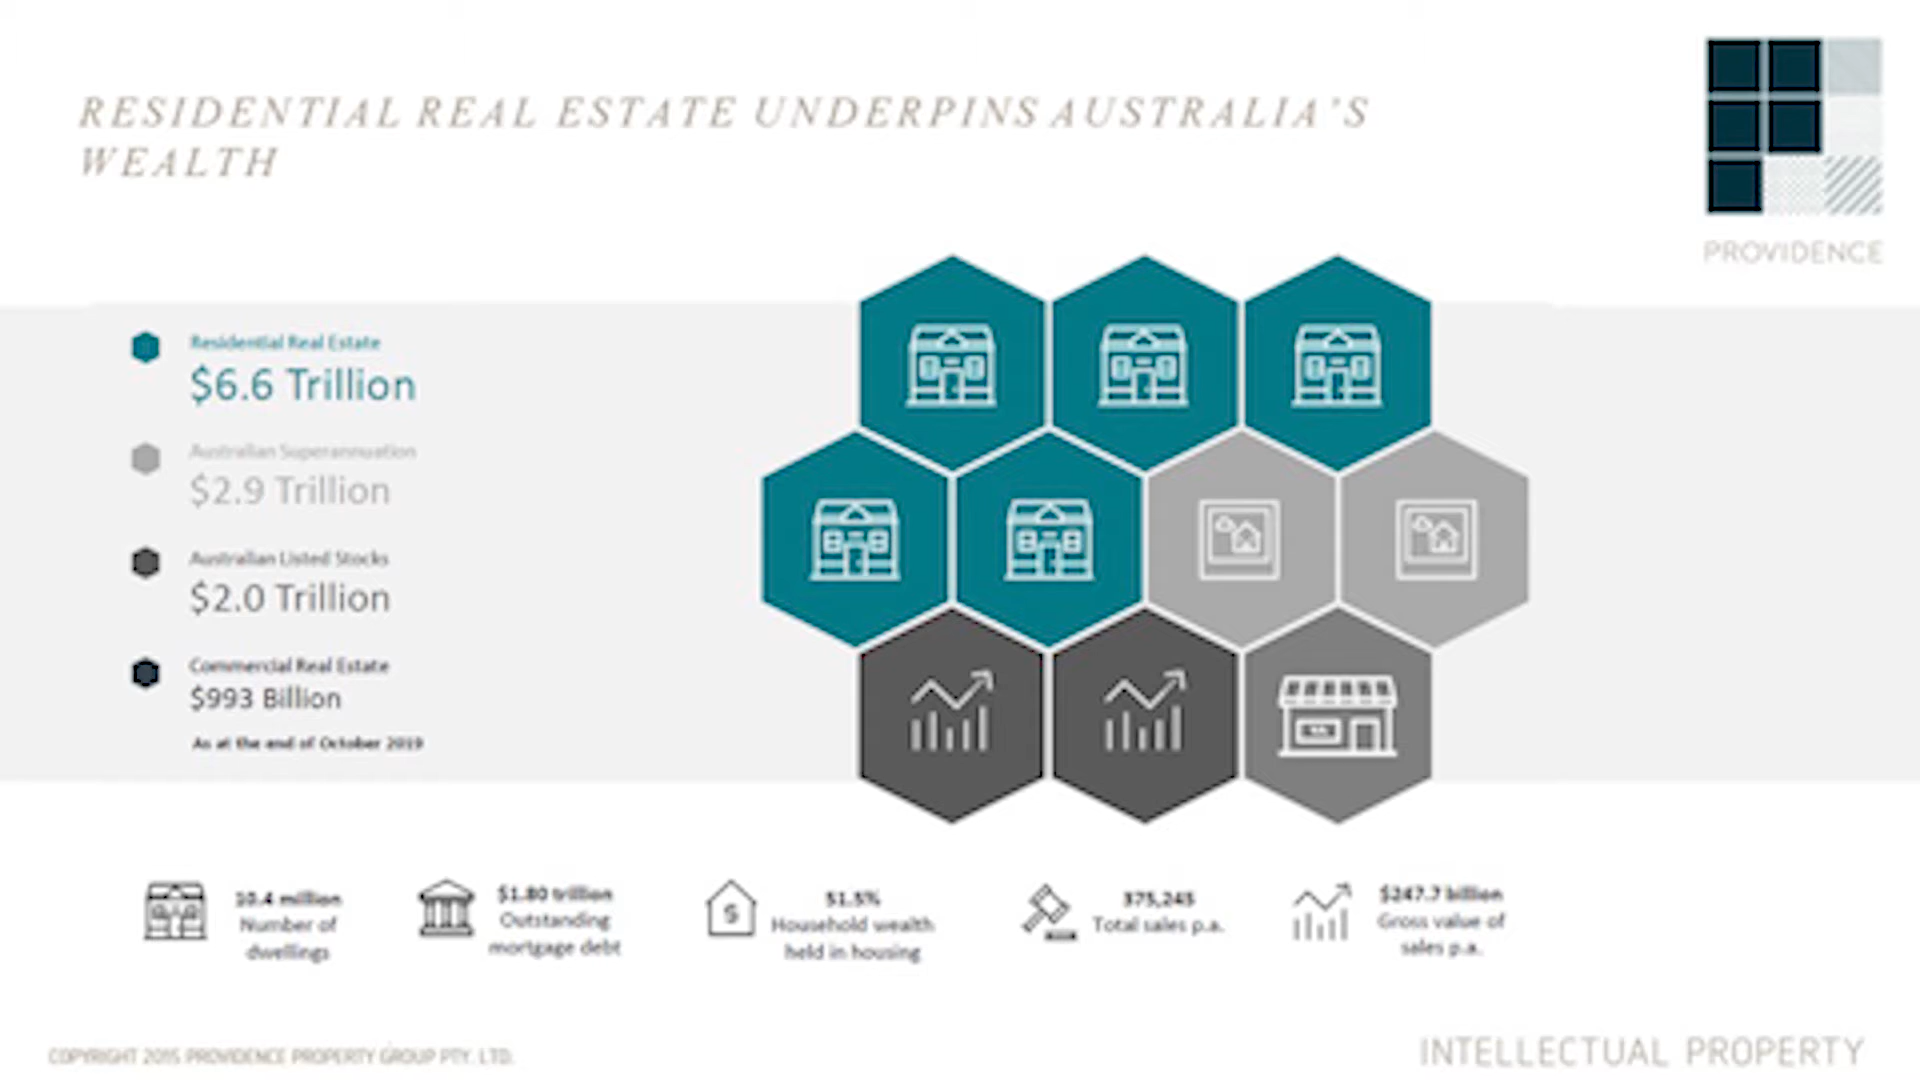 RESIDENTIAL REAL ESTATE UNDERPINS AUSTRALIA'S
WEALTH
PROVIDENCE
Residential Real Estate
$6.6 Trillion
Australian Superannuation
$2.9 Trillion
Australian Listed Stocks
$2.0 Trillion
Commercial Real Estate
$993 Billion
As at the end of October 2019
10.4 million
Number of
dwellings
$1.80 trillion
Outstanding
mortgage debt
51.5%
Household wealth
held in housing
375,245
Total sales p.a.
$247.7 billion
Gross value of
sales p.a.
COPYRIGHT 2015 PROVIDENCE PROPERTY GROUP PTY. LTD.
INTELLECTUAL PROPERTY